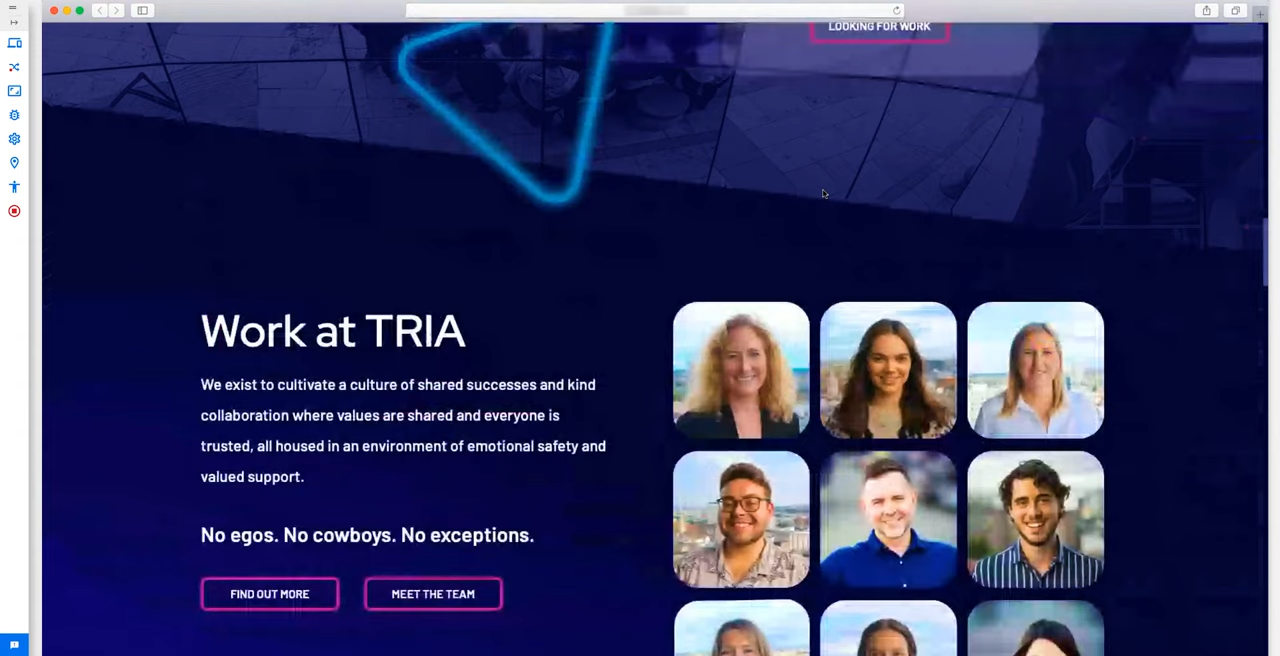 LOOKING FOR WORK
Work at TRIA
We exist to cultivate a culture of shared successes and kind
collaboration where values are shared and everyone is
trusted, all housed in an environment of emotional safety and
valued support.
No egos. No cowboys. No exceptions.
FIND OUT MORE
MEET THE TEAM